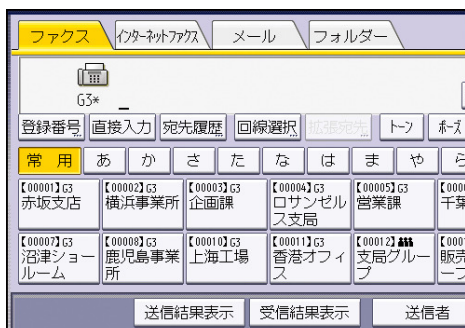 ファクス インターネットファクス メール フォルダー
G3* _
登録番号 直接入力 宛先履歴 回線選択 拡張宛先 トーン ポーズ
常用 あ か さ た な は ま や ら
【00001】G3 【00002】G3 【00003】G3 【00004】G3 【00005】G3 【0000
赤坂支店 横浜事業所 企画課 ロサンゼル 営業課 千葉
ス支局
【00007】G3 【00008】G3 【00010】G3 【00011】G3 【00012】 【000
沼津ショー 鹿児島事業 上海工場 香港オフィ 支局グルー 販売
ルーム 所 ス プ ープ
送信結果表示 受信結果表示 送信者